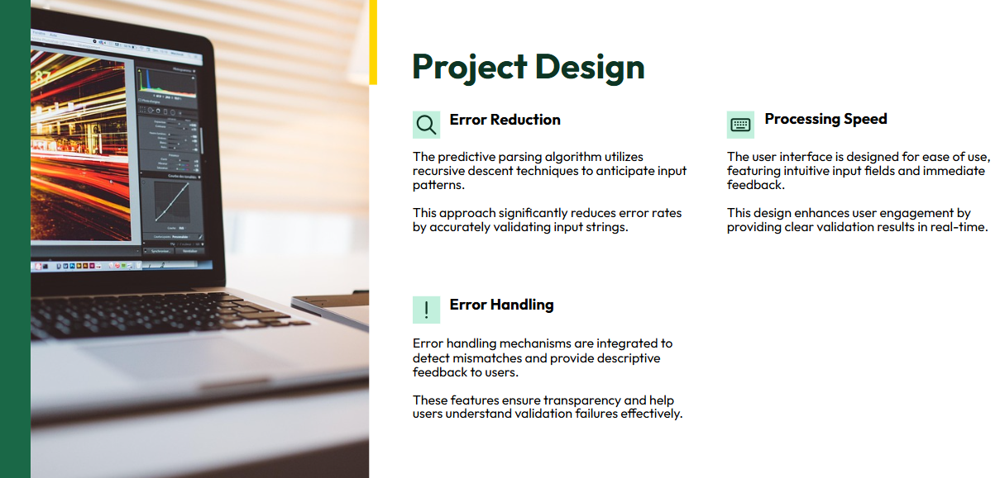 Project Design
Error Reduction
The predictive parsing algorithm utilizes
recursive descent techniques to anticipate input
patterns.
This approach significantly reduces error rates
by accurately validating input strings.
Processing Speed
The user interface is designed for ease of use,
featuring intuitive input fields and immediate
feedback.
This design enhances user engagement by
providing clear validation results in real-time.
Error Handling
Error handling mechanisms are integrated to
detect mismatches and provide descriptive
feedback to users.
These features ensure transparency and help
users understand validation failures effectively.